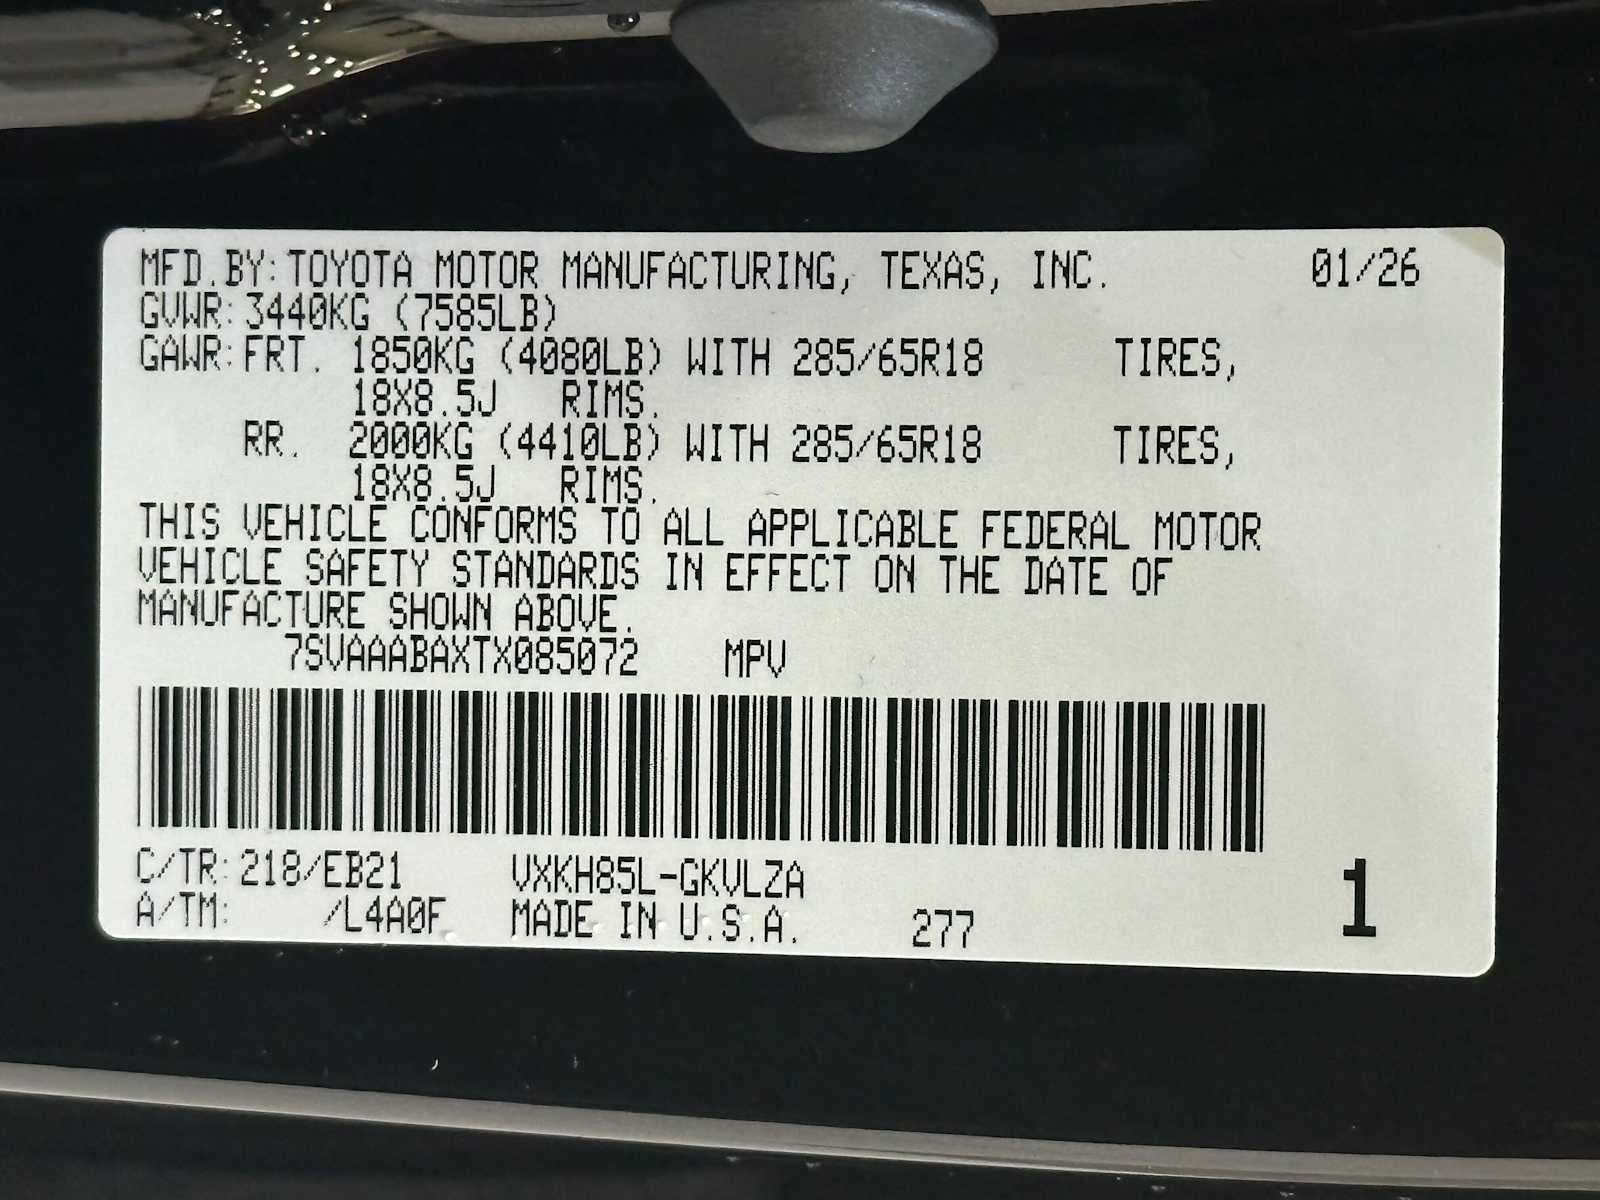 MFD.BY:TOYOTA MOTOR MANUFACTURING, TEXAS, INC. 01/26
GVWR:3440KG (7585LB)
GAWR:FRT. 1850KG (4080LB) WITH 285/65R18 TIRES,
18X8.5J RIMS.
RR. 2000KG (4410LB) WITH 285/65R18 TIRES,
18X8.5J RIMS.
THIS VEHICLE CONFORMS TO ALL APPLICABLE FEDERAL MOTOR
VEHICLE SAFETY STANDARDS IN EFFECT ON THE DATE OF
MANUFACTURE SHOWN ABOVE.
7SVAAABAXTX085072 MPV
C/TR:218/EB21 VXKH85L-GKVLZA
A/TM: /L4A0F MADE IN U.S.A. 277 1